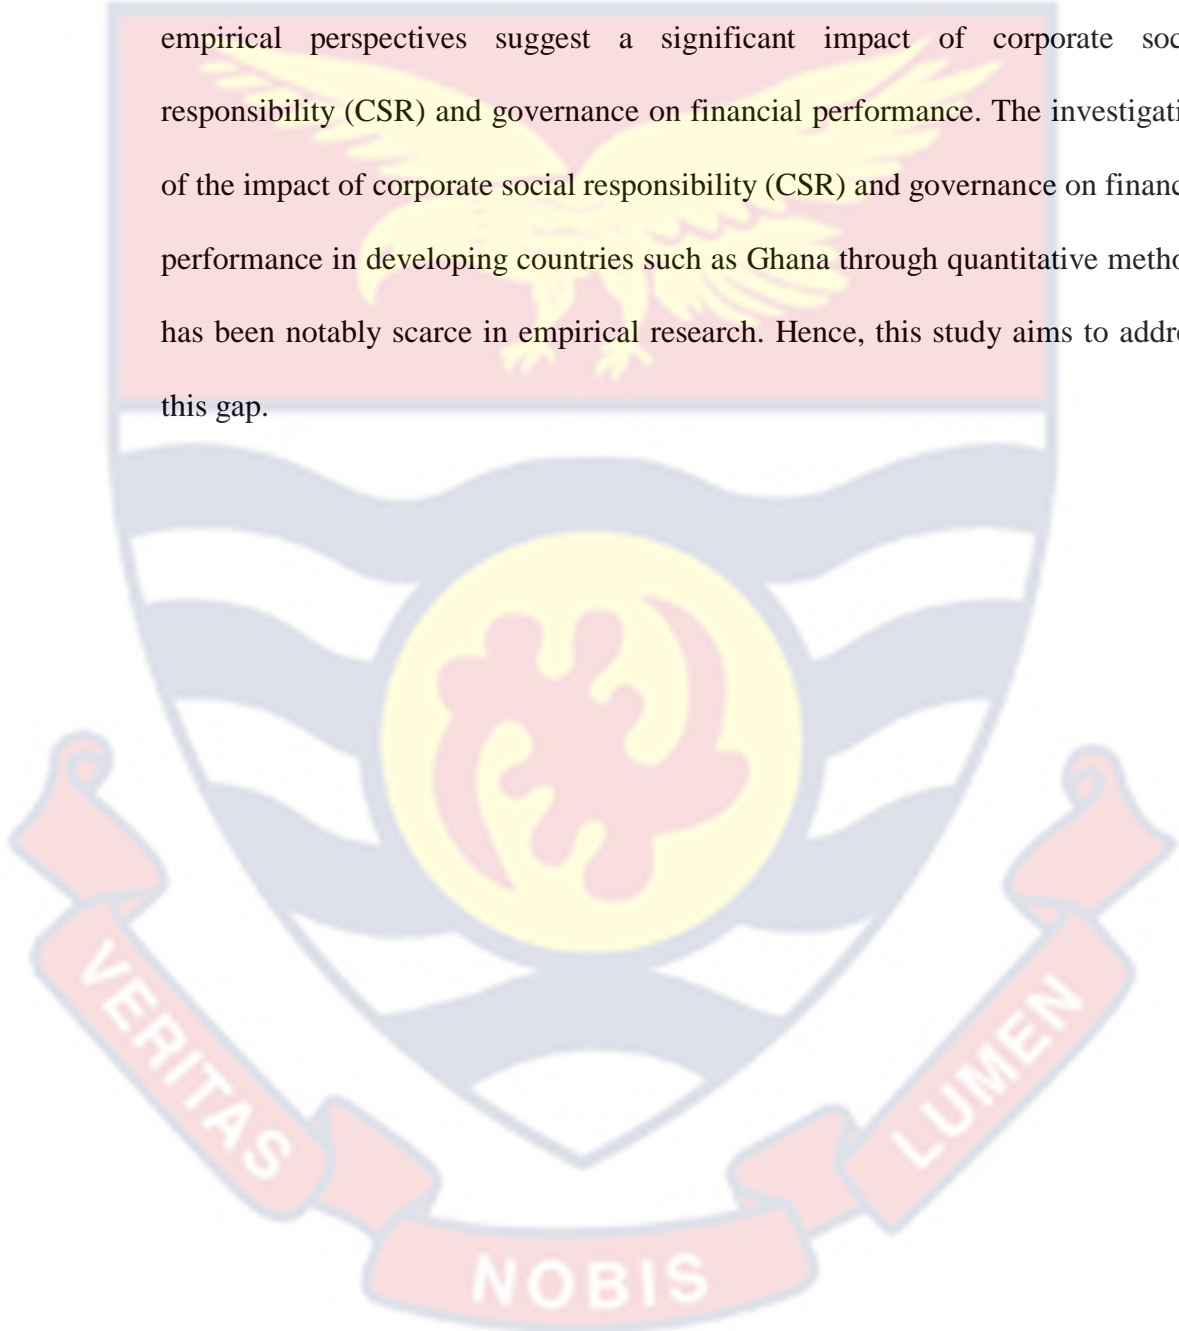 empirical perspectives suggest a significant impact of corporate soc
responsibility (CSR) and governance on financial performance. The investigati
of the impact of corporate social responsibility (CSR) and governance on financ
performance in developing countries such as Ghana through quantitative metho
has been notably scarce in empirical research. Hence, this study aims to addre
this gap.
VERITAS
NOBIS
LUMEN